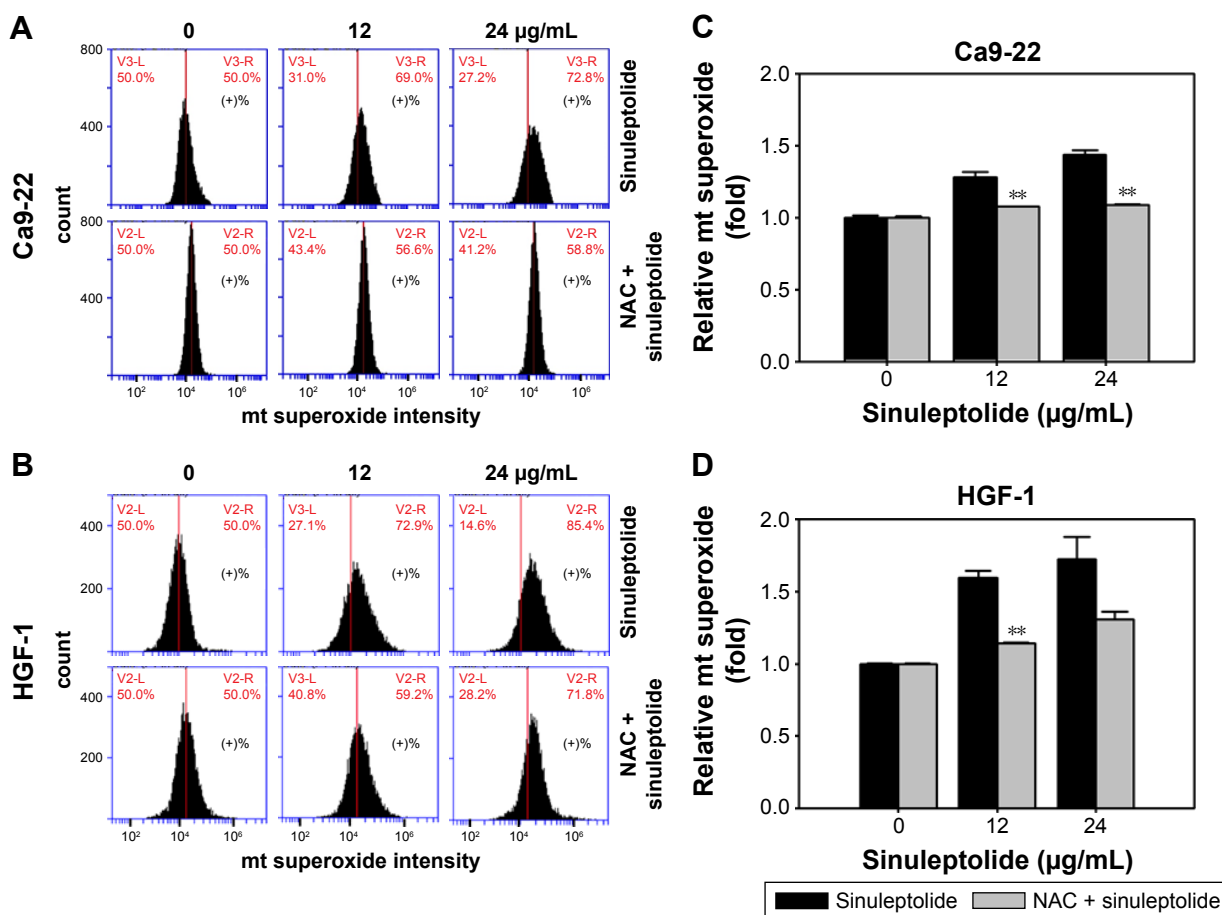 A
0 12 24 µg/mL
800
400
0
V3-L 50.0% V3-R 50.0% (+)%
V3-L 31.0% V3-R 69.0% (+)%
V3-L 27.2% V3-R 72.8% (+)%
Sinuleptolide
800
400
0
V2-L 50.0% V2-R 50.0% (+)%
V2-L 43.4% V2-R 56.6% (+)%
V2-L 41.2% V2-R 58.8% (+)%
NAC +
sinuleptolide
Ca9-22
count
10² 10⁴ 10⁶ 10² 10⁴ 10⁶ 10² 10⁴ 10⁶
mt superoxide intensity
B
0 12 24 µg/mL
400
200
0
V2-L 50.0% V2-R 50.0% (+)%
V3-L 27.1% V2-R 72.9% (+)%
V2-L 14.6% V2-R 85.4% (+)%
Sinuleptolide
400
200
0
V2-L 50.0% V2-R 50.0% (+)%
V3-L 40.8% V2-R 59.2% (+)%
V2-L 28.2% V2-R 71.8% (+)%
NAC +
sinuleptolide
HGF-1
count
10² 10⁴ 10⁶ 10² 10⁴ 10⁶ 10² 10⁴ 10⁶
mt superoxide intensity
C
Ca9-22
Relative mt superoxide
(fold)
2.0
1.5
1.0
0.5
0.0
** **
0 12 24
Sinuleptolide (µg/mL)
D
HGF-1
Relative mt superoxide
(fold)
2.0
1.5
1.0
0.5
0.0
**
0 12 24
Sinuleptolide (µg/mL)
Sinuleptolide NAC + sinuleptolide